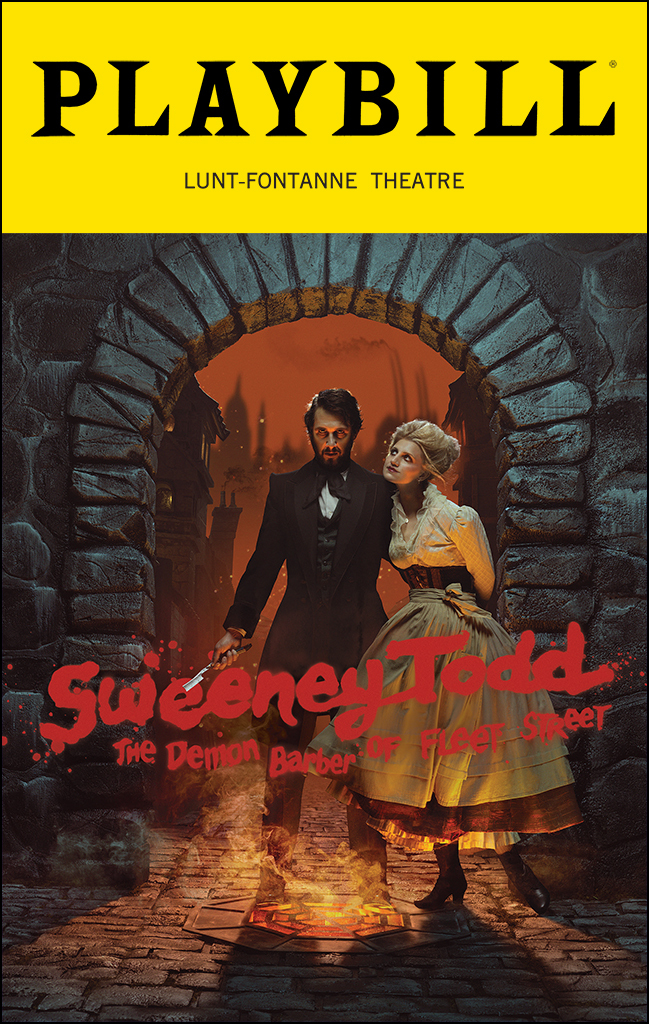 PLAYBILL®
LUNT-FONTANNE THEATRE
Sweeney Todd
THE DEMON BARBER OF FLEET STREET